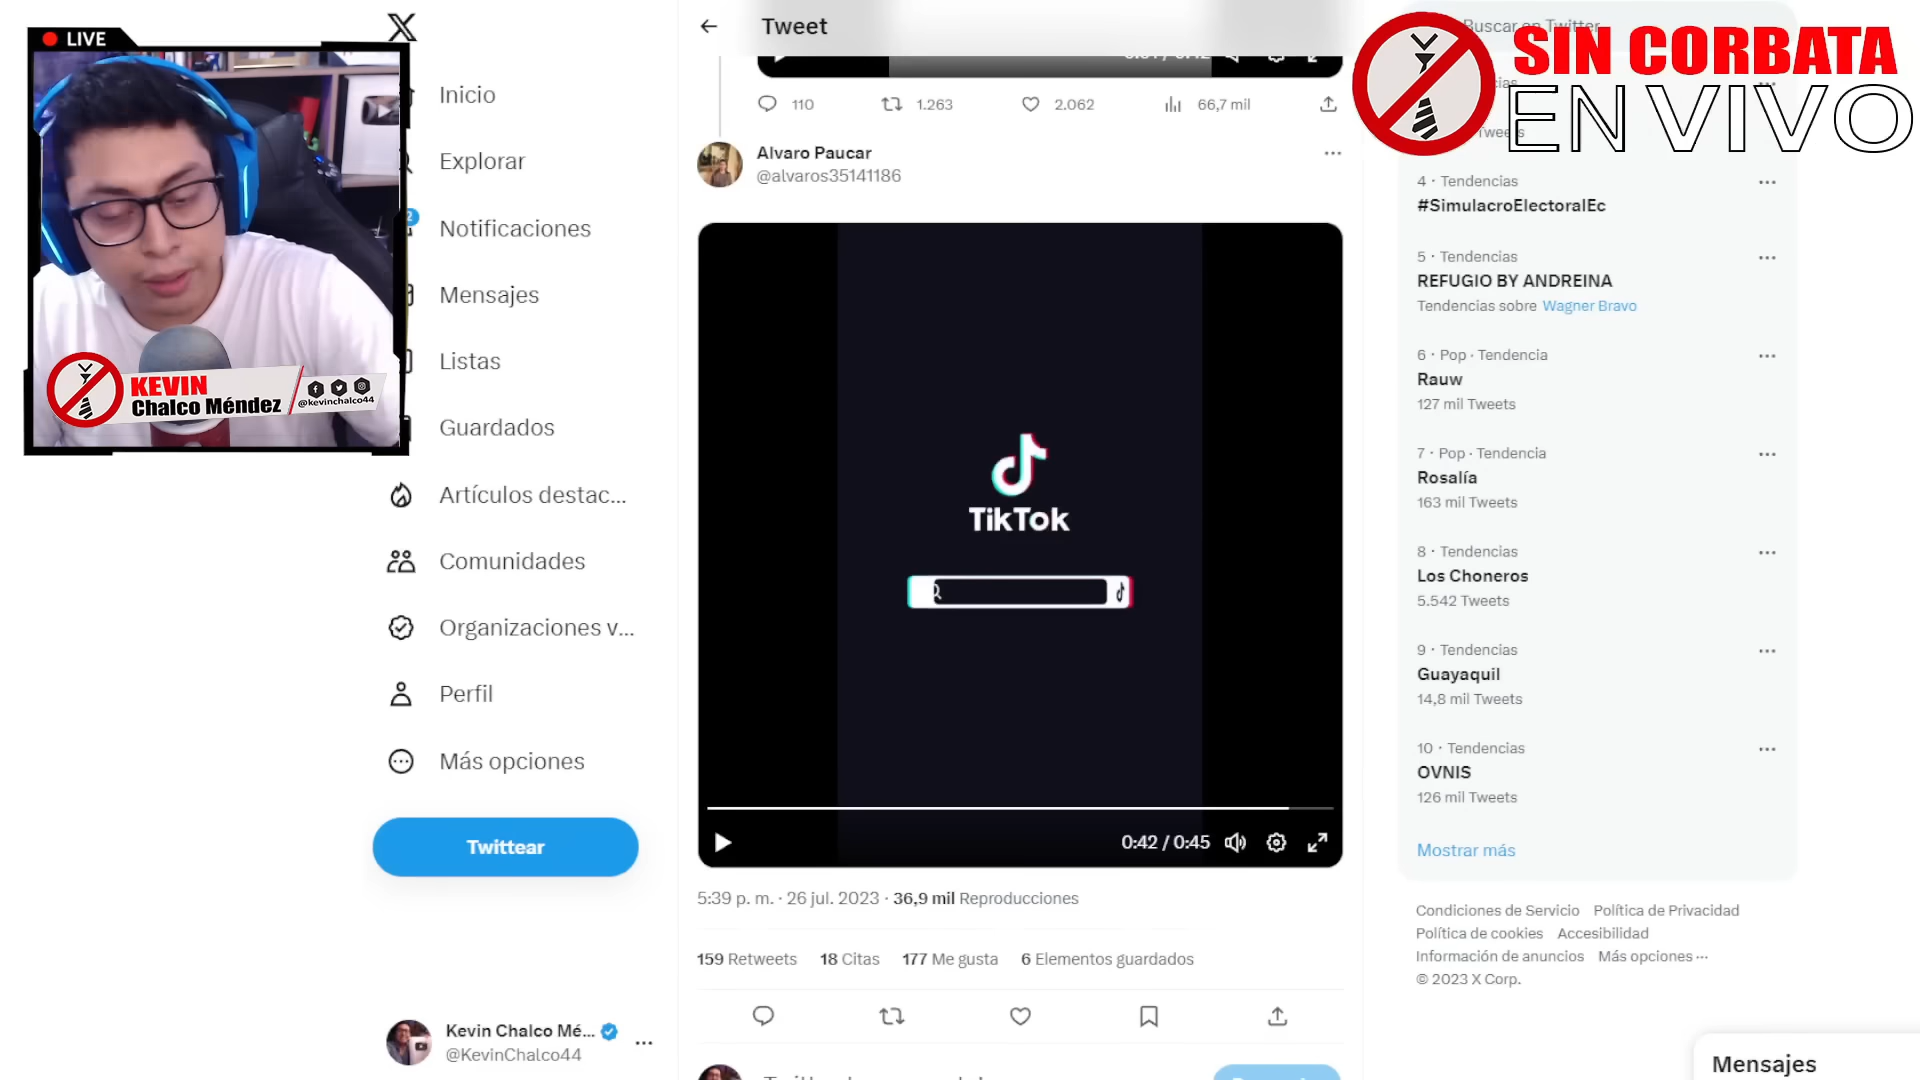 LIVE
KEVIN
Chalco Méndez
@kevinchalco44
Inicio
Explorar
2
Notificaciones
Mensajes
Listas
Guardados
Artículos destac...
Comunidades
Organizaciones v...
Perfil
Más opciones
Twittear
Kevin Chalco Mé...
@KevinChalco44
Tweet
110
1.263
2.062
66,7 mil
Alvaro Paucar
@alvaros35141186
TikTok
0:42 / 0:45
5:39 p. m. · 26 jul. 2023 · 36,9 mil Reproducciones
159 Retweets 18 Citas 177 Me gusta 6 Elementos guardados
Buscar en Twitter
SIN CORBATA
EN VIVO
4 · Tendencias
#SimulacroElectoralEc
5 · Tendencias
REFUGIO BY ANDREINA
Tendencias sobre Wagner Bravo
6 · Pop · Tendencia
Rauw
127 mil Tweets
7 · Pop · Tendencia
Rosalía
163 mil Tweets
8 · Tendencias
Los Choneros
5.542 Tweets
9 · Tendencias
Guayaquil
14,8 mil Tweets
10 · Tendencias
OVNIS
126 mil Tweets
Mostrar más
Condiciones de Servicio Política de Privacidad
Política de cookies Accesibilidad
Información de anuncios Más opciones ···
© 2023 X Corp.
Mensajes